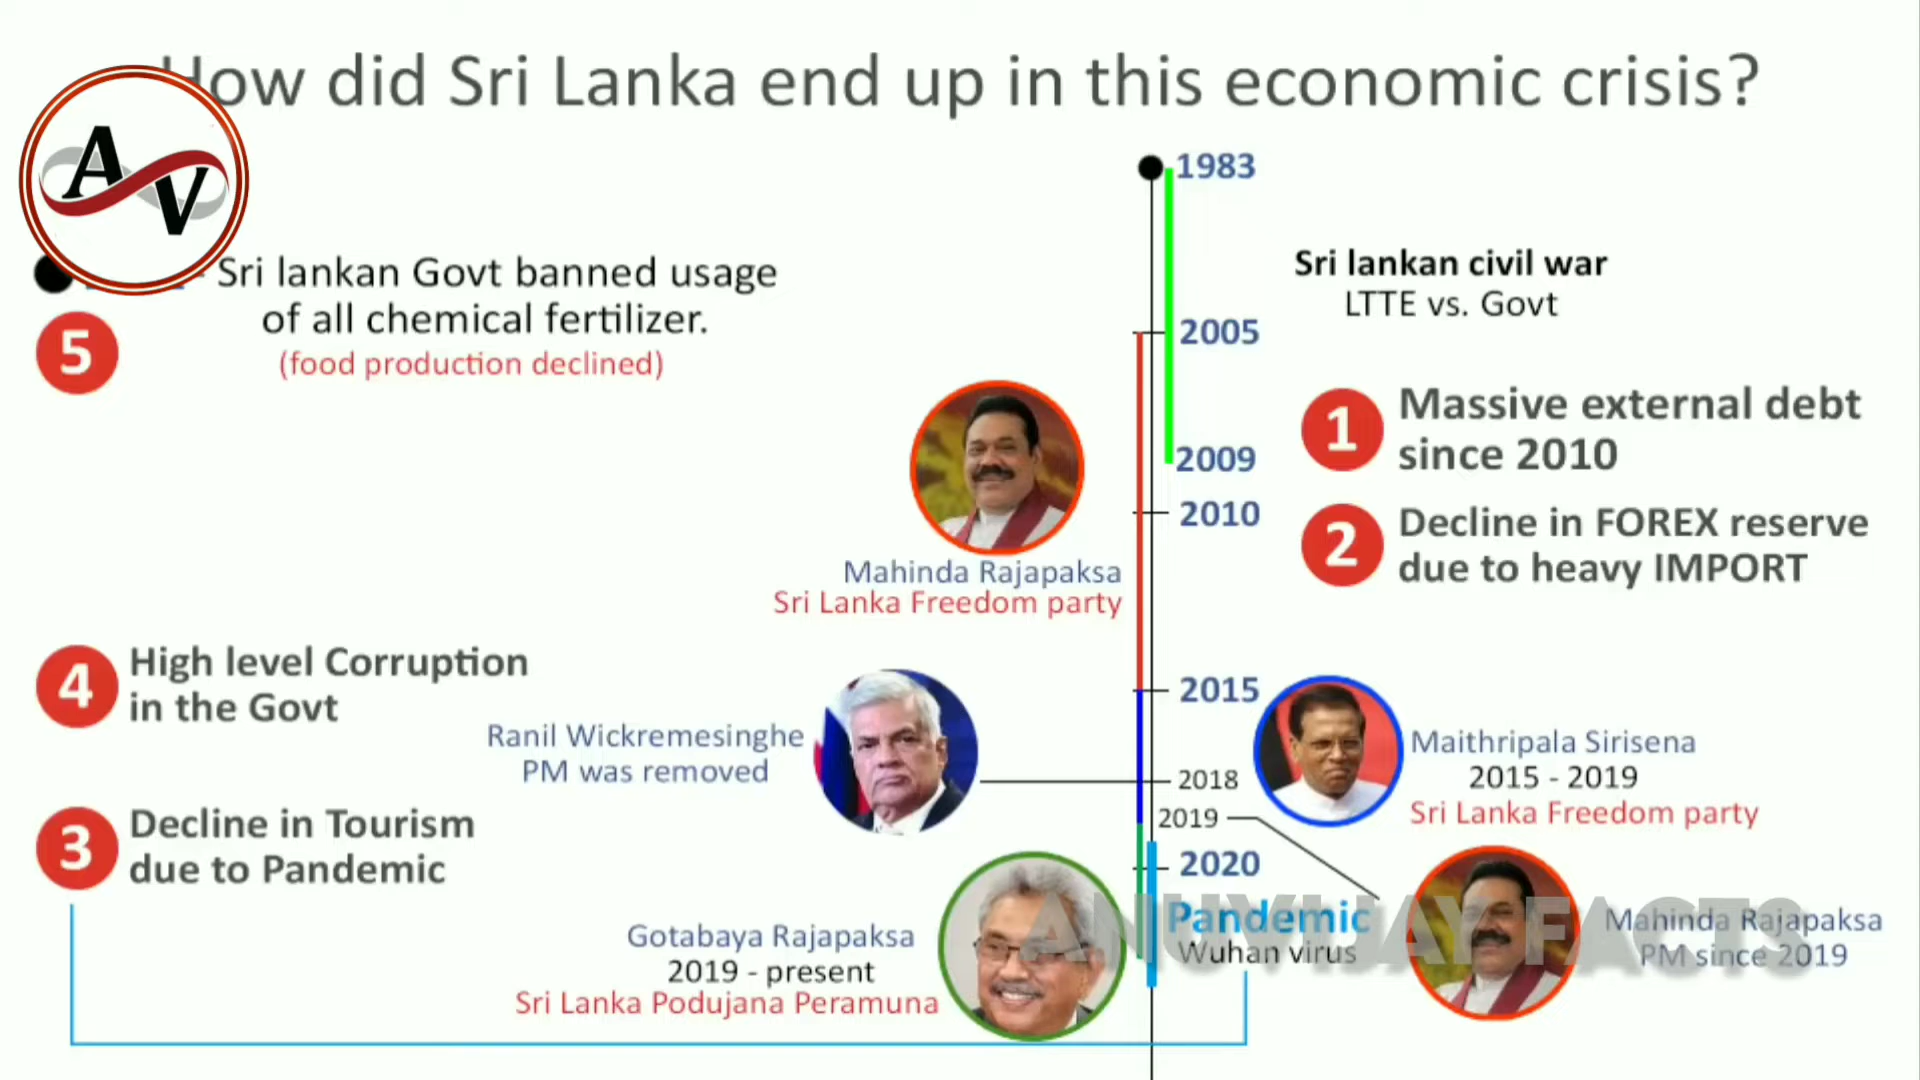 How did Sri Lanka end up in this economic crisis?
AV
1983
Sri lankan Govt banned usage
of all chemical fertilizer.
(food production declined)
5
Sri lankan civil war
LTTE vs. Govt
2005
1
Massive external debt
since 2010
2009
2010
2
Decline in FOREX reserve
due to heavy IMPORT
Mahinda Rajapaksa
Sri Lanka Freedom party
4
High level Corruption
in the Govt
2015
Ranil Wickremesinghe
PM was removed
Maithripala Sirisena
2015 - 2019
Sri Lanka Freedom party
2018
2019
3
Decline in Tourism
due to Pandemic
2020
ANUVIJAY FACTS
Pandemic
Wuhan virus
Gotabaya Rajapaksa
2019 - present
Sri Lanka Podujana Peramuna
Mahinda Rajapaksa
PM since 2019